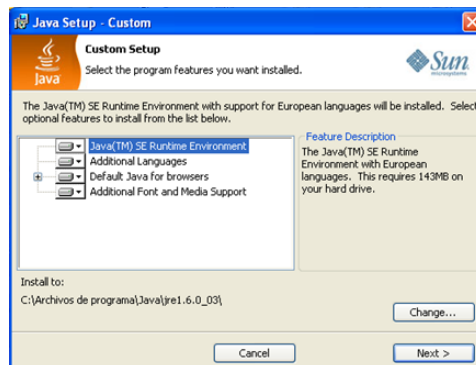 Java Setup - Custom
Java
Custom Setup
Select the program features you want installed.
Sun
microsystems
The Java(TM) SE Runtime Environment with support for European languages will be installed. Select
optional features to install from the list below.
Java(TM) SE Runtime Environment
Additional Languages
Default Java for browsers
Additional Font and Media Support
Feature Description
The Java(TM) SE Runtime
Environment with European
languages. This requires 143MB on
your hard drive.
Install to:
C:\Archivos de programa\Java\jre1.6.0_03\
Change...
Cancel
Next >